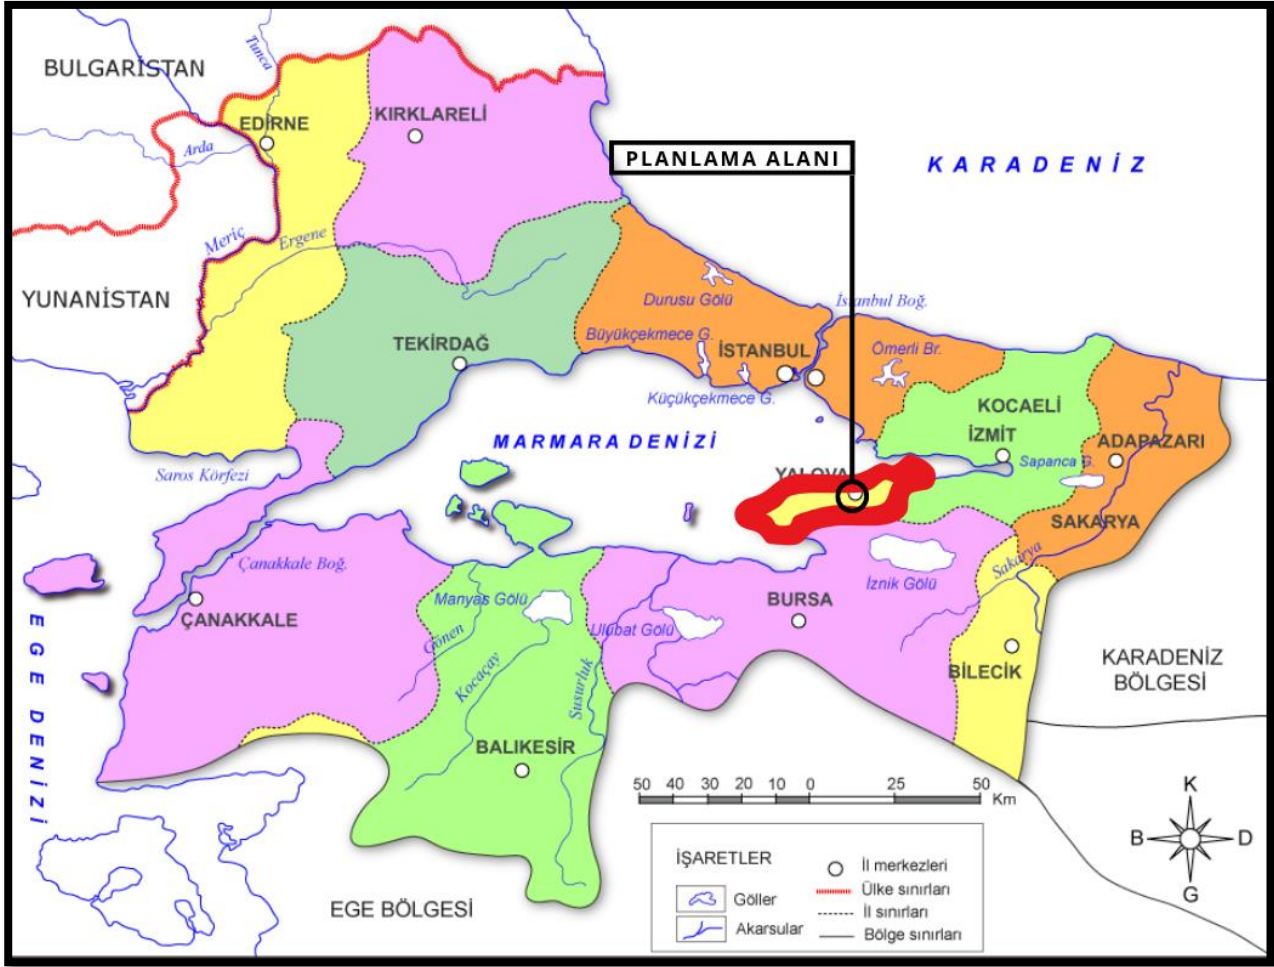 BULGARİSTAN
Tunca
KIRKLARELİ
EDİRNE
Arda
PLANLAMA ALANI
KARADENİZ
Meriç
Ergene
YUNANİSTAN
Durusu Gölü
İstanbul Boğ.
Büyükçekmece G.
TEKİRDAĞ
İSTANBUL
Ömerli Br.
Küçükçekmece G.
KOCAELİ
İZMİT
MARMARA DENİZİ
ADAPAZARI
Sapanca G.
Saros Körfezi
YALOVA
SAKARYA
Sakarya
Çanakkale Boğ.
İznik Gölü
Manyas Gölü
BURSA
ÇANAKKALE
Ulubat Gölü
Gönen
Kocaçay
Susurluk
BİLECİK
EGE DENİZİ
KARADENİZ
BÖLGESİ
BALIKESİR
50 40 30 20 10 0 25 50
Km
K
B D
G
İŞARETLER
Göller
Akarsular
İl merkezleri
Ülke sınırları
İl sınırları
Bölge sınırları
EGE BÖLGESİ